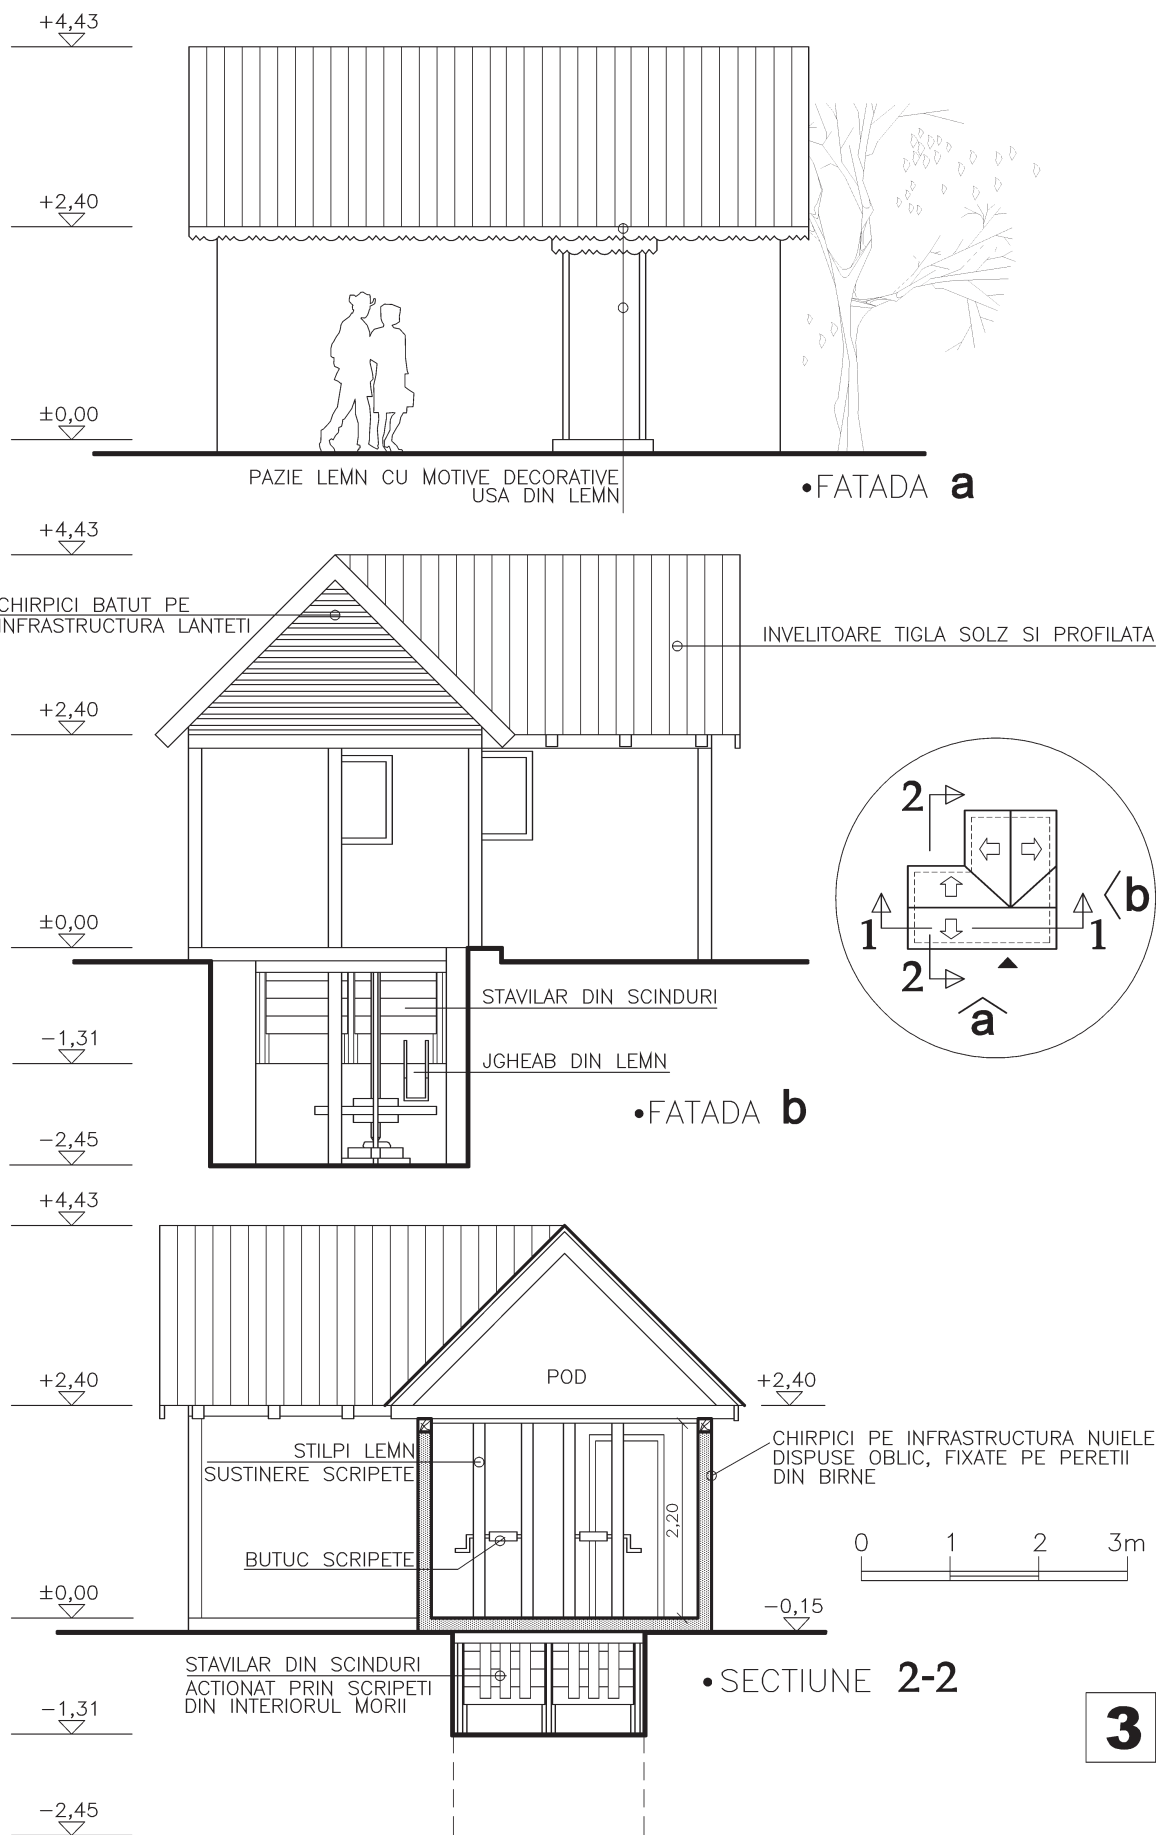 +4,43
+2,40
±0,00
PAZIE LEMN CU MOTIVE DECORATIVE
USA DIN LEMN
•FATADA a
+4,43
CHIRPICI BATUT PE
INFRASTRUCTURA LANTETI
INVELITOARE TIGLA SOLZ SI PROFILATA
+2,40
2
b
±0,00
1 1
2
a
STAVILAR DIN SCINDURI
−1,31
JGHEAB DIN LEMN
•FATADA b
−2,45
+4,43
POD
+2,40
+2,40
STILPI LEMN
SUSTINERE SCRIPETE
CHIRPICI PE INFRASTRUCTURA NUIELE
DISPUSE OBLIC, FIXATE PE PERETII
DIN BIRNE
2,20
0 1 2 3m
BUTUC SCRIPETE
±0,00
−0,15
STAVILAR DIN SCINDURI
ACTIONAT PRIN SCRIPETI
DIN INTERIORUL MORII
•SECTIUNE 2-2
−1,31
3
−2,45